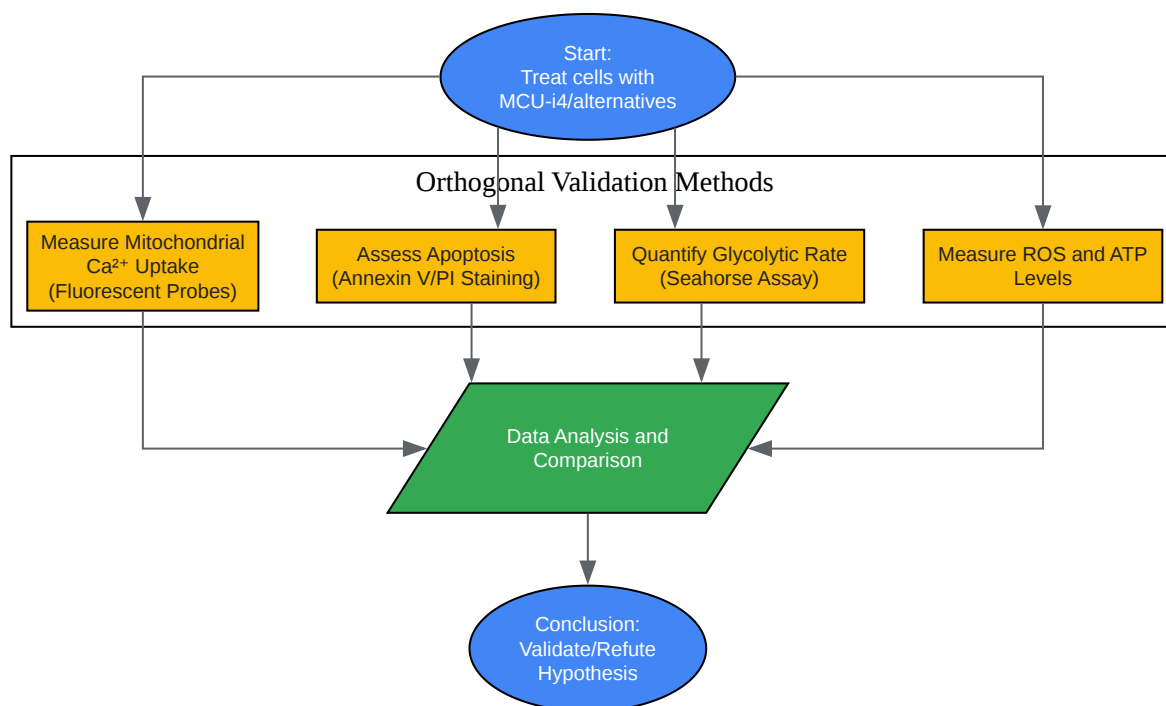 Start:
Treat cells with
MCU-i4/alternatives
Orthogonal Validation Methods
Measure Mitochondrial
Ca²⁺ Uptake
(Fluorescent Probes)
Assess Apoptosis
(Annexin V/PI Staining)
Quantify Glycolytic Rate
(Seahorse Assay)
Measure ROS and ATP
Levels
Data Analysis and
Comparison
Conclusion:
Validate/Refute
Hypothesis